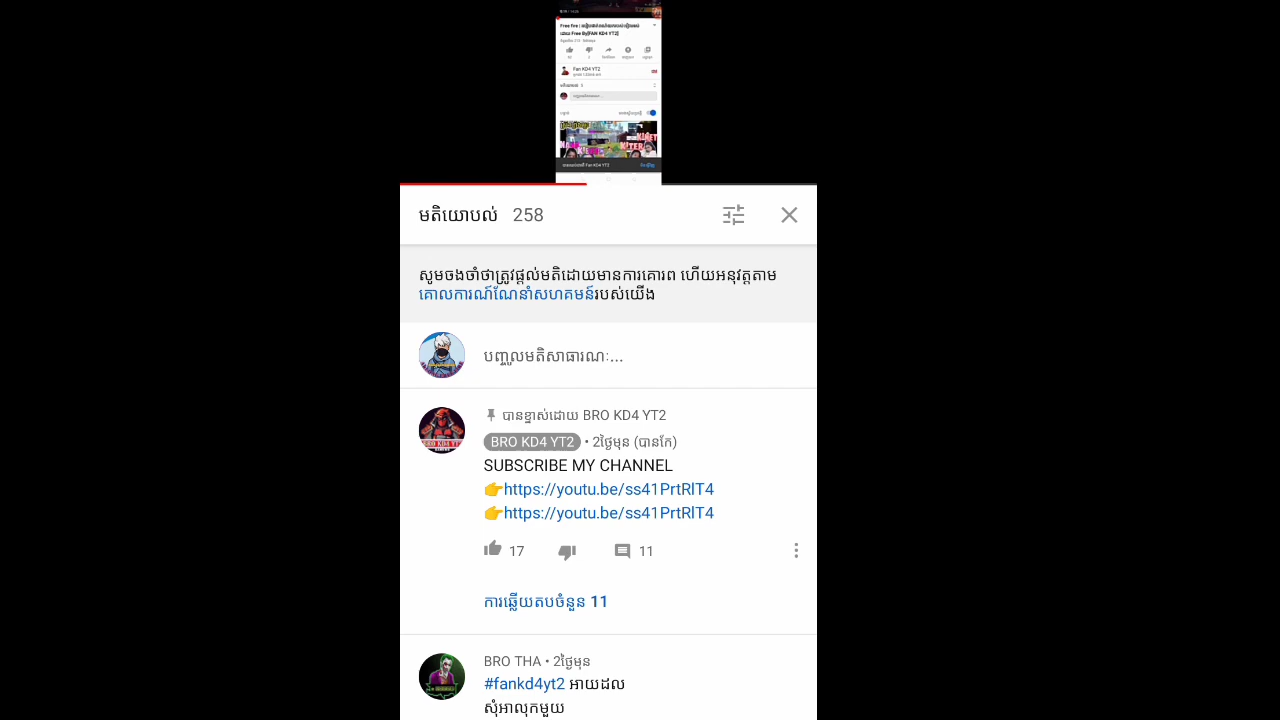 Fan KD4 YT2
មតិយោបល់ 258
សូមចងចាំថាត្រូវផ្ដល់មតិដោយមានការគោរព ហើយអនុវត្តតាម
គោលការណ៍ណែនាំសហគមន៍របស់យើង
បញ្ចូលមតិសាធារណៈ...
បានខ្ទាស់ដោយ BRO KD4 YT2
BRO KD4 YT2 • 2ថ្ងៃមុន (បានកែ)
SUBSCRIBE MY CHANNEL
👉https://youtu.be/ss41PrtRlT4
👉https://youtu.be/ss41PrtRlT4
17 11
ការឆ្លើយតបចំនួន 11
BRO THA • 2ថ្ងៃមុន
#fankd4yt2 អាយដល
សុំអាលុកមួយ